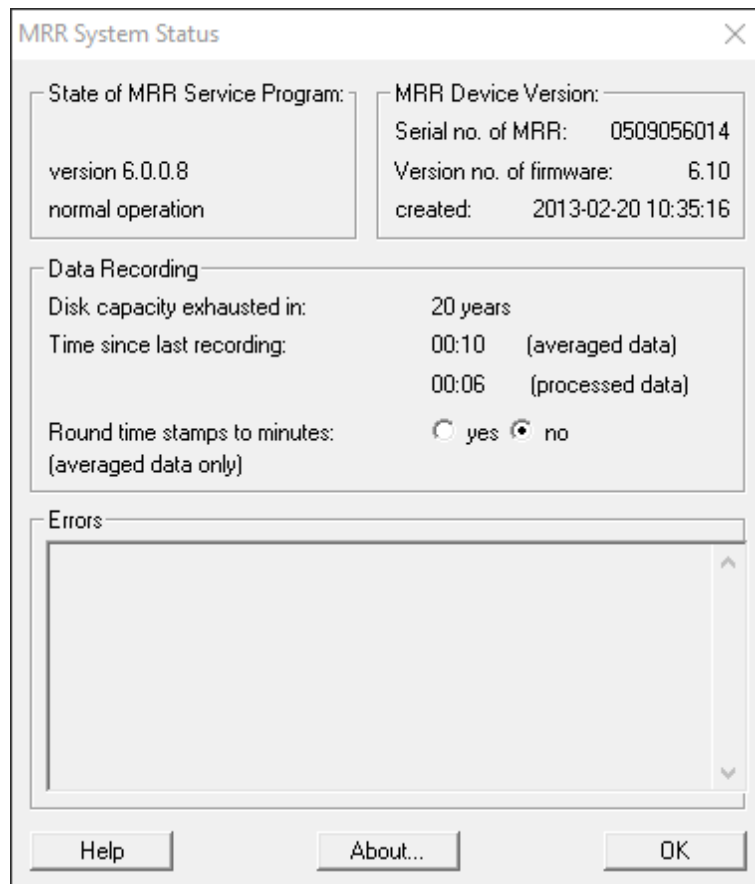 MRR System Status
State of MRR Service Program:
version 6.0.0.8
normal operation
MRR Device Version:
Serial no. of MRR: 0509056014
Version no. of firmware: 6.10
created: 2013-02-20 10:35:16
Data Recording
Disk capacity exhausted in: 20 years
Time since last recording: 00:10 (averaged data)
00:06 (processed data)
Round time stamps to minutes: yes no
(averaged data only)
Errors
Help About... OK